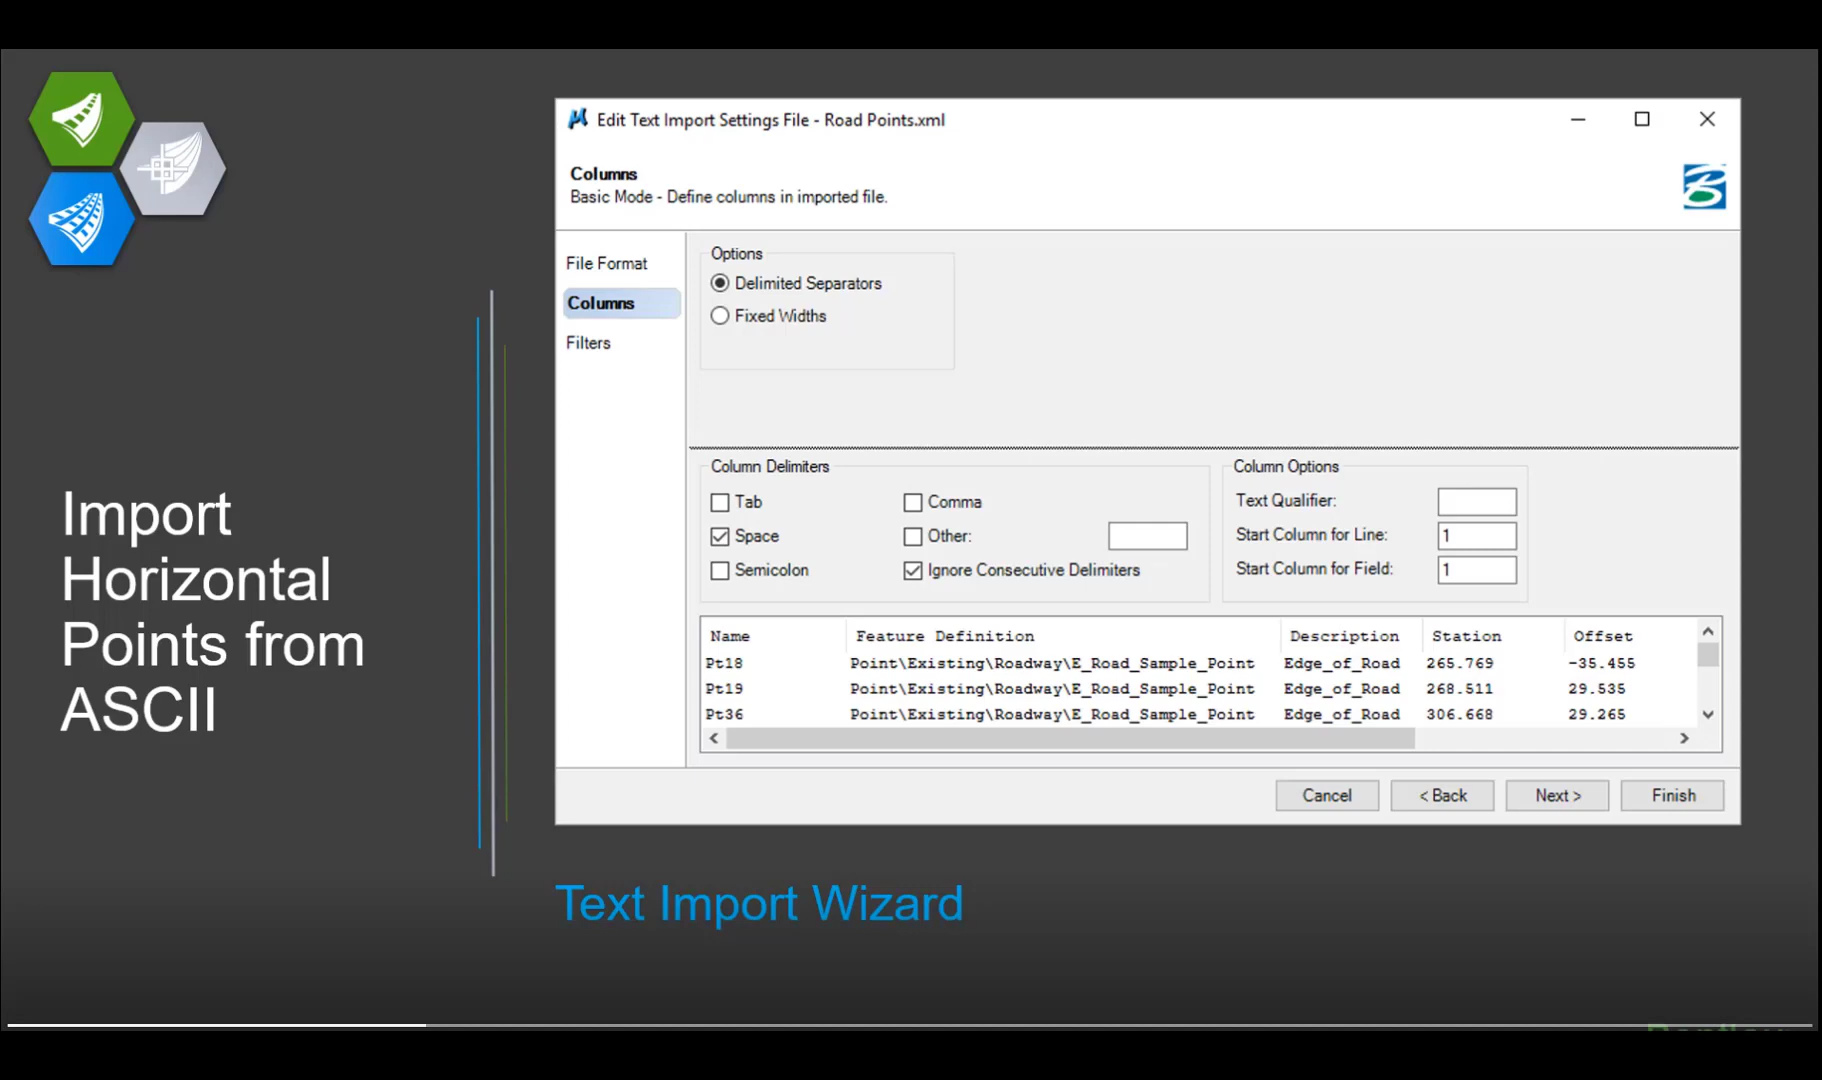 Import
Horizontal
Points from
ASCII
Edit Text Import Settings File - Road Points.xml
Columns
Basic Mode - Define columns in imported file.
File Format
Columns
Filters
Options
Delimited Separators
Fixed Widths
Column Delimiters
Tab
Comma
Space
Other:
Semicolon
Ignore Consecutive Delimiters
Column Options
Text Qualifier:
Start Column for Line: 1
Start Column for Field: 1
Name Feature Definition Description Station Offset
Pt18 Point\Existing\Roadway\E_Road_Sample_Point Edge_of_Road 265.769 -35.455
Pt19 Point\Existing\Roadway\E_Road_Sample_Point Edge_of_Road 268.511 29.535
Pt36 Point\Existing\Roadway\E_Road_Sample_Point Edge_of_Road 306.668 29.265
Cancel < Back Next > Finish
Text Import Wizard